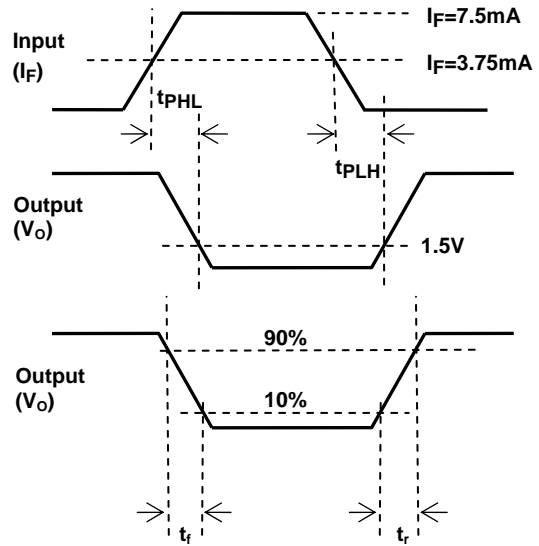 Input
(IF)
IF=7.5mA
IF=3.75mA
tPHL
tPLH
Output
(VO)
1.5V
Output
(VO)
90%
10%
tf
tr